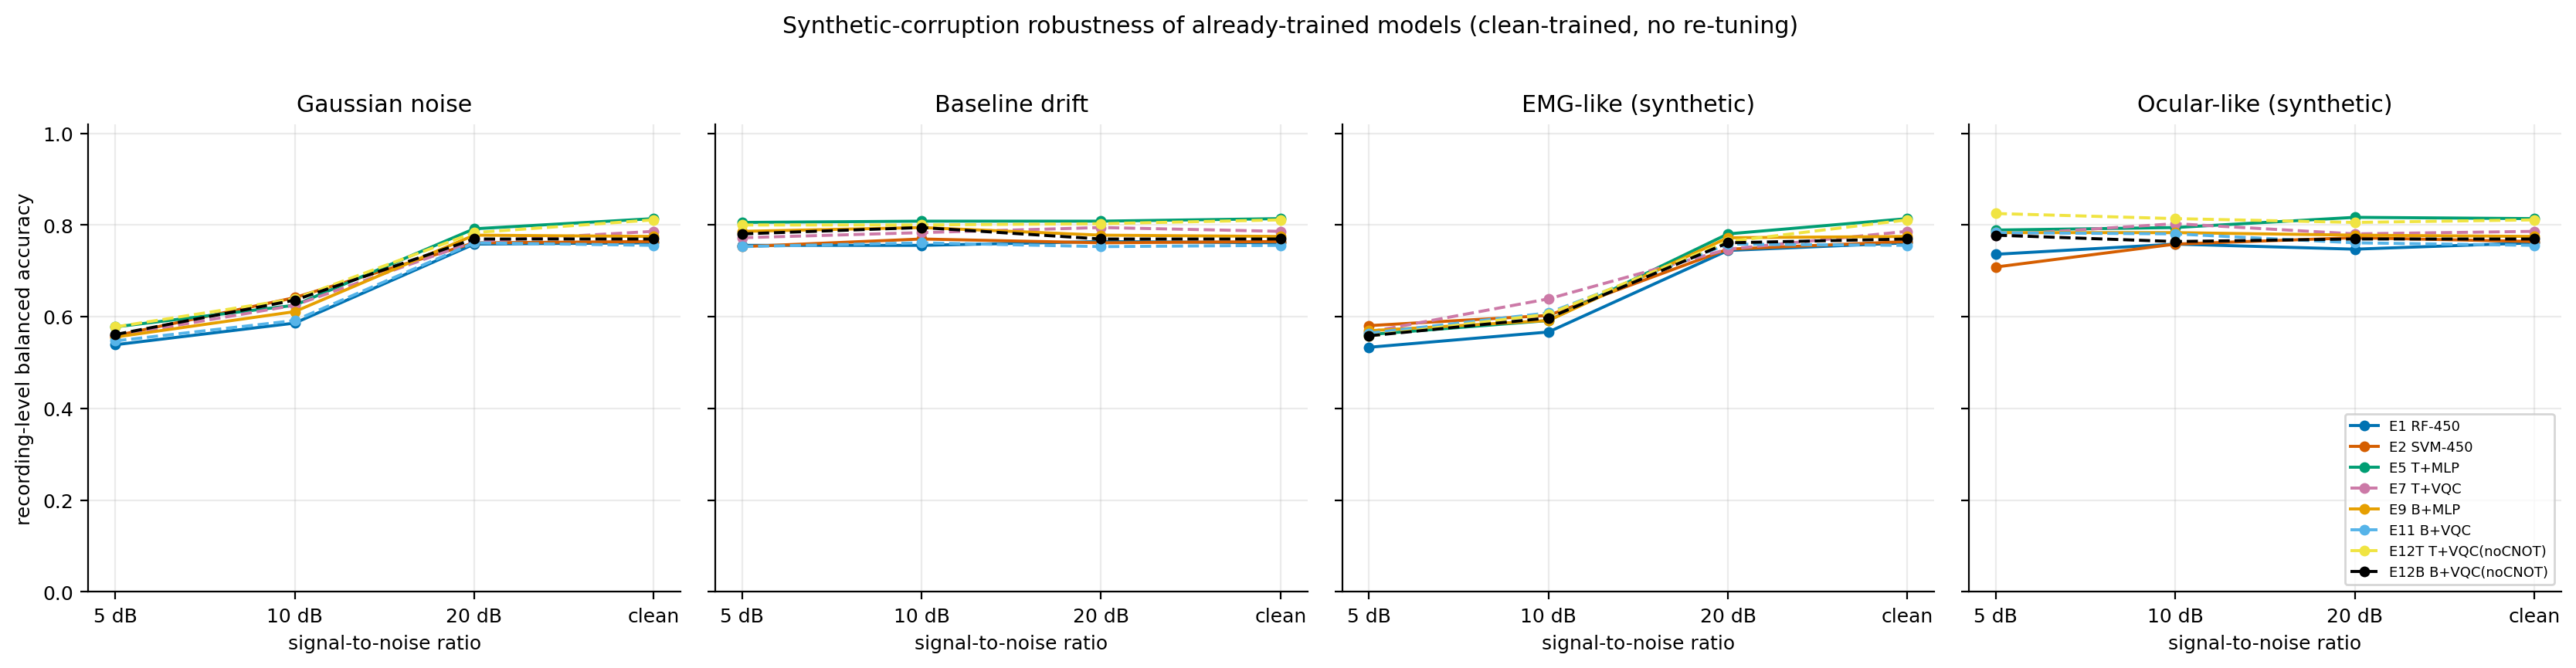 Synthetic-corruption robustness of already-trained models (clean-trained, no re-tuning)
Gaussian noise
Baseline drift
EMG-like (synthetic)
Ocular-like (synthetic)
recording-level balanced accuracy
1.0
0.8
0.6
0.4
0.2
0.0
5 dB 10 dB 20 dB clean
5 dB 10 dB 20 dB clean
5 dB 10 dB 20 dB clean
5 dB 10 dB 20 dB clean
signal-to-noise ratio
signal-to-noise ratio
signal-to-noise ratio
signal-to-noise ratio
E1 RF-450
E2 SVM-450
E5 T+MLP
E7 T+VQC
E9 B+MLP
E11 B+VQC
E12T T+VQC(noCNOT)
E12B B+VQC(noCNOT)